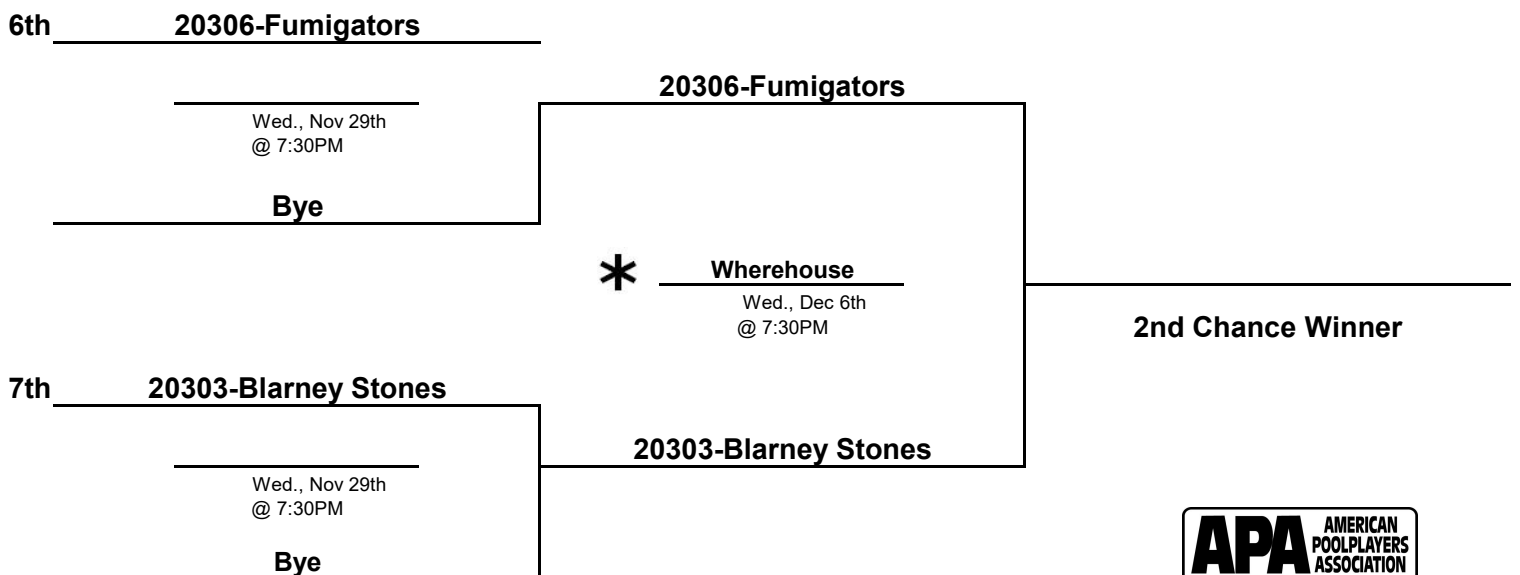 6th 20306-Fumigators
20306-Fumigators
Wed., Nov 29th
@ 7:30PM
Bye
* Wherehouse
Wed., Dec 6th
@ 7:30PM
2nd Chance Winner
7th 20303-Blarney Stones
20303-Blarney Stones
Wed., Nov 29th
@ 7:30PM
Bye
APA AMERICAN
POOLPLAYERS
ASSOCIATION